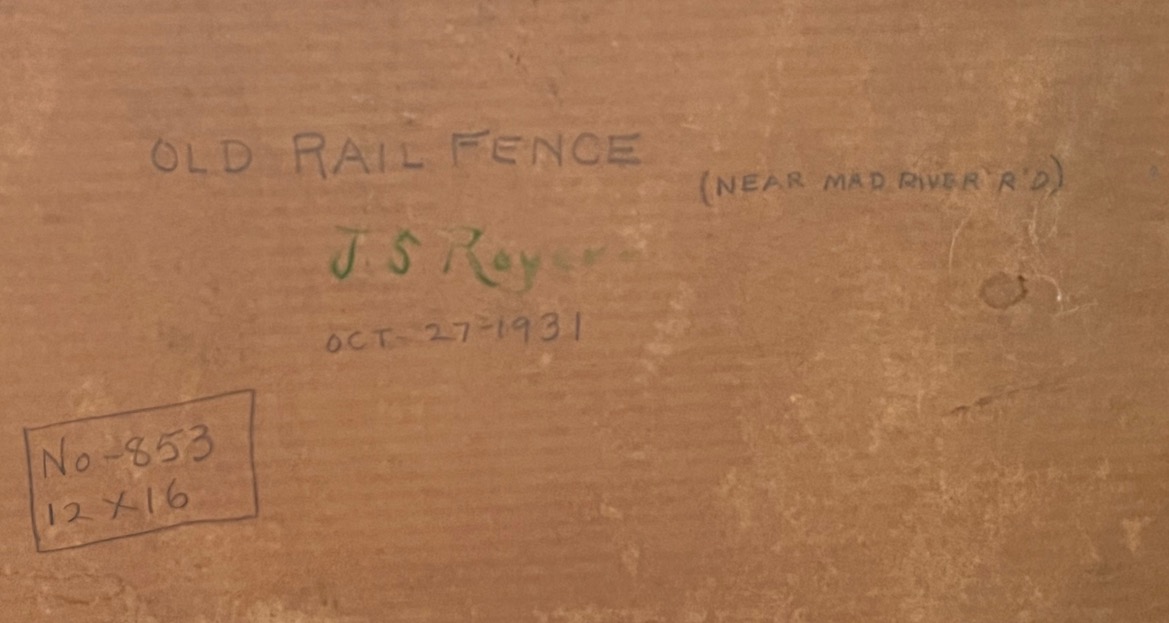 OLD RAIL FENCE
(NEAR MAD RIVER R'D)
J. S. Royer
OCT- 27-1931
No-853
12 X 16